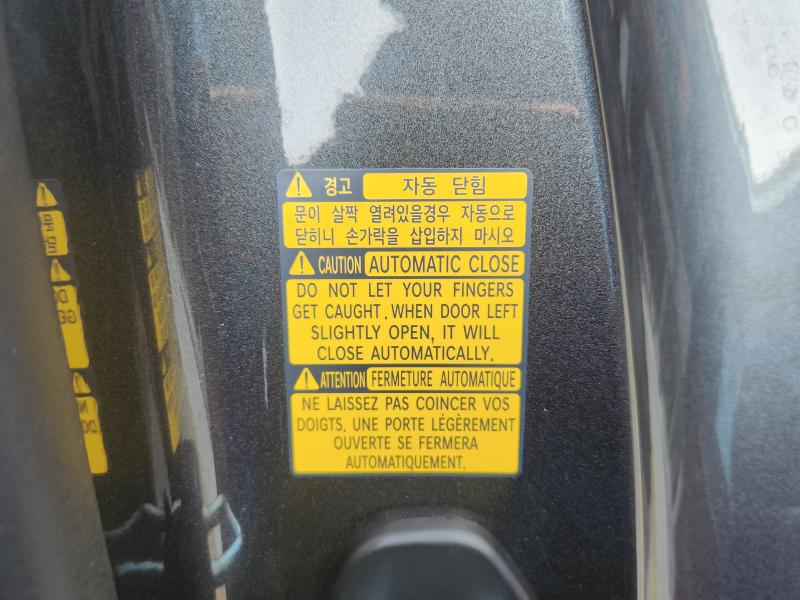 경고 자동 닫힘
문이 살짝 열려있을경우 자동으로
닫히니 손가락을 삽입하지 마시오
CAUTION AUTOMATIC CLOSE
DO NOT LET YOUR FINGERS
GET CAUGHT. WHEN DOOR LEFT
SLIGHTLY OPEN, IT WILL
CLOSE AUTOMATICALLY.
ATTENTION FERMETURE AUTOMATIQUE
NE LAISSEZ PAS COINCER VOS
DOIGTS. UNE PORTE LÉGÈREMENT
OUVERTE SE FERMERA
AUTOMATIQUEMENT.